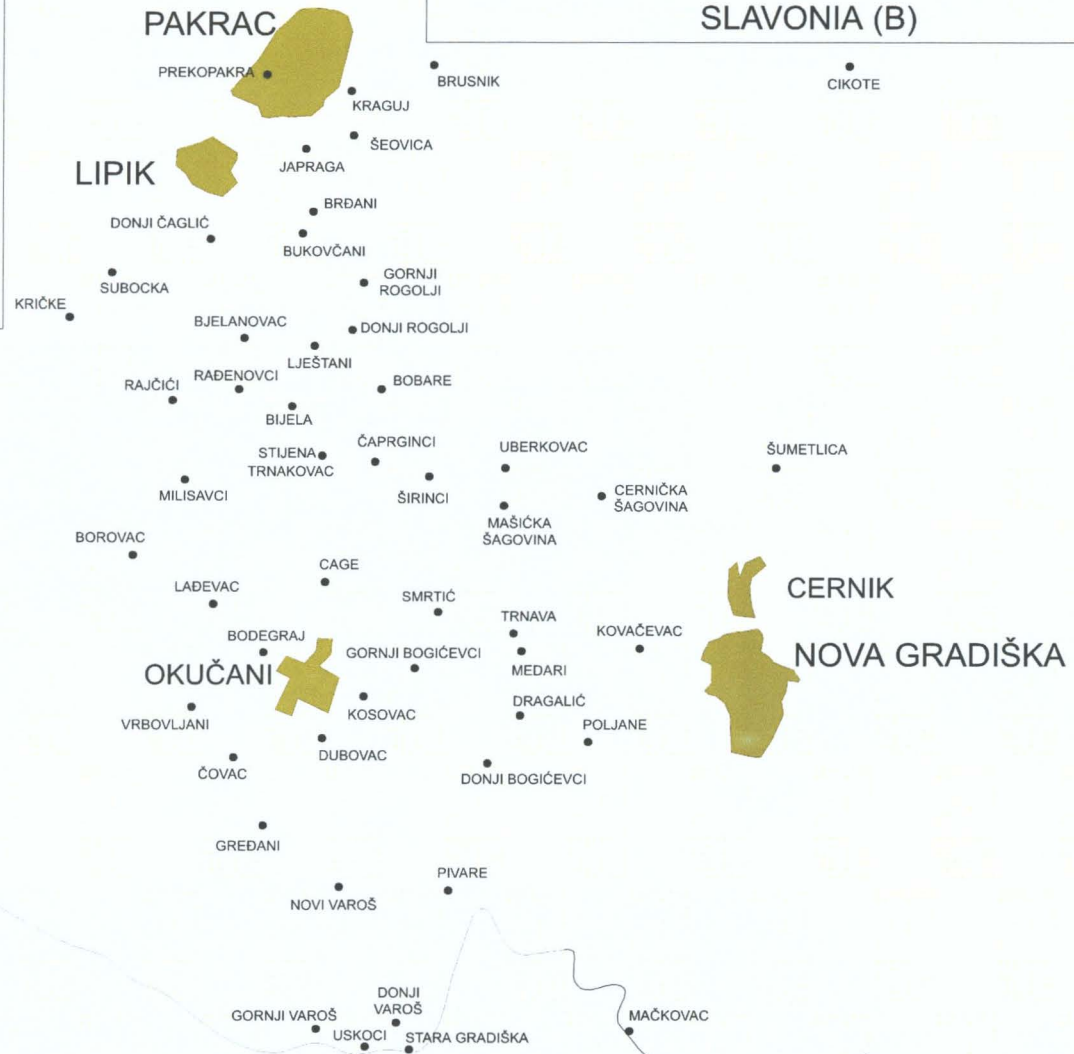 SLAVONIA (B)
PAKRAC
PREKOPAKRA
BRUSNIK
CIKOTE
KRAGUJ
ŠEOVICA
JAPRAGA
LIPIK
BRĐANI
DONJI ČAGLIĆ
BUKOVČANI
SUBOCKA
GORNJI
ROGOLJI
KRIČKE
BJELANOVAC
DONJI ROGOLJI
LJEŠTANI
RAĐENOVCI
RAJČIĆI
BOBARE
BIJELA
STIJENA
TRNAKOVAC
ČAPRGINCI
UBERKOVAC
ŠUMETLICA
MILISAVCI
ŠIRINCI
CERNIČKA
ŠAGOVINA
MAŠIĆKA
ŠAGOVINA
BOROVAC
CAGE
LAĐEVAC
SMRTIĆ
CERNIK
TRNAVA
KOVAČEVAC
BODEGRAJ
GORNJI BOGIĆEVCI
NOVA GRADIŠKA
MEDARI
OKUČANI
KOSOVAC
DRAGALIĆ
VRBOVLJANI
POLJANE
DUBOVAC
ČOVAC
DONJI BOGIĆEVCI
GREĐANI
PIVARE
NOVI VAROŠ
DONJI
VAROŠ
GORNJI VAROŠ
MAČKOVAC
USKOCI
STARA GRADIŠKA